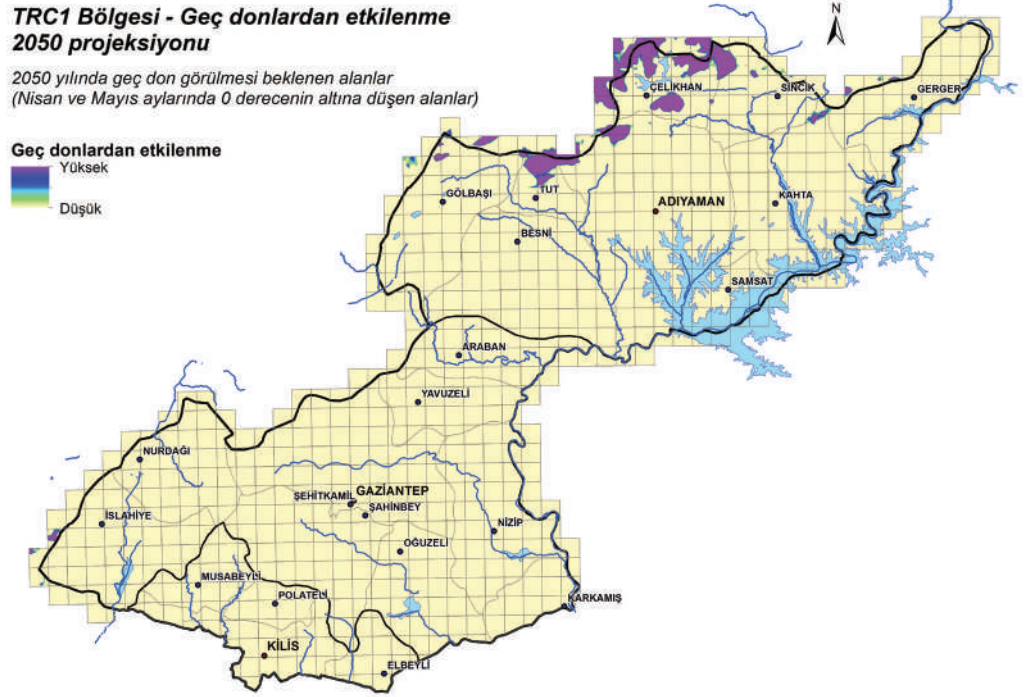 TRC1 Bölgesi - Geç donlardan etkilenme
2050 projeksiyonu
2050 yılında geç don görülmesi beklenen alanlar
(Nisan ve Mayıs aylarında 0 derecenin altına düşen alanlar)
Geç donlardan etkilenme
Yüksek
Düşük
N
ÇELİKHAN
SİNCİK
GERGER
GÖLBAŞI
TUT
ADIYAMAN
KAHTA
BESNİ
SAMSAT
ARABAN
YAVUZELİ
NURDAĞI
ŞEHİTKAMİL
GAZİANTEP
ŞAHİNBEY
İSLAHİYE
NİZİP
OĞUZELİ
MUSABEYLİ
POLATELİ
KARKAMIŞ
KİLİS
ELBEYLİ